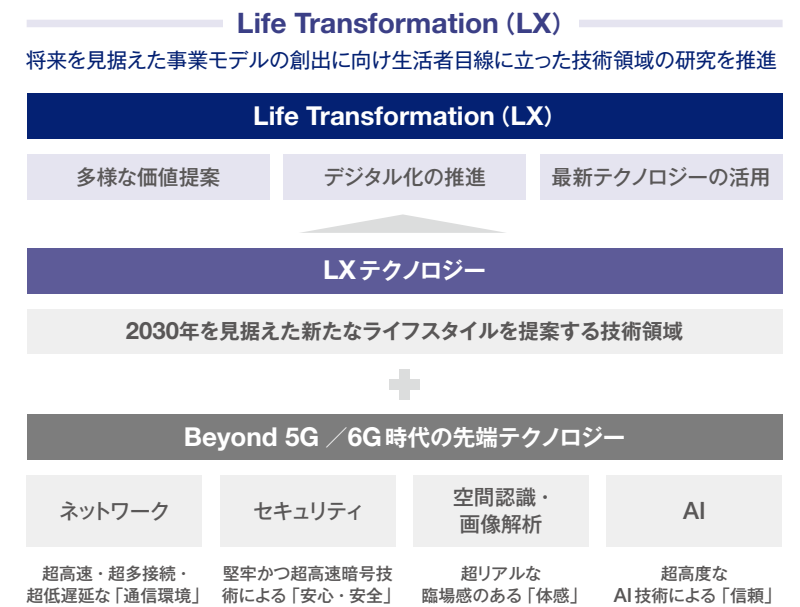 Life Transformation（LX）
将来を見据えた事業モデルの創出に向け生活者目線に立った技術領域の研究を推進
Life Transformation（LX）
多様な価値提案
デジタル化の推進
最新テクノロジーの活用
LXテクノロジー
2030年を見据えた新たなライフスタイルを提案する技術領域
Beyond 5G ／6G時代の先端テクノロジー
ネットワーク
セキュリティ
空間認識・
画像解析
AI
超高速・超多接続・
超低遅延な「通信環境」
堅牢かつ超高速暗号技
術による「安心・安全」
超リアルな
臨場感のある「体感」
超高度な
AI技術による「信頼」